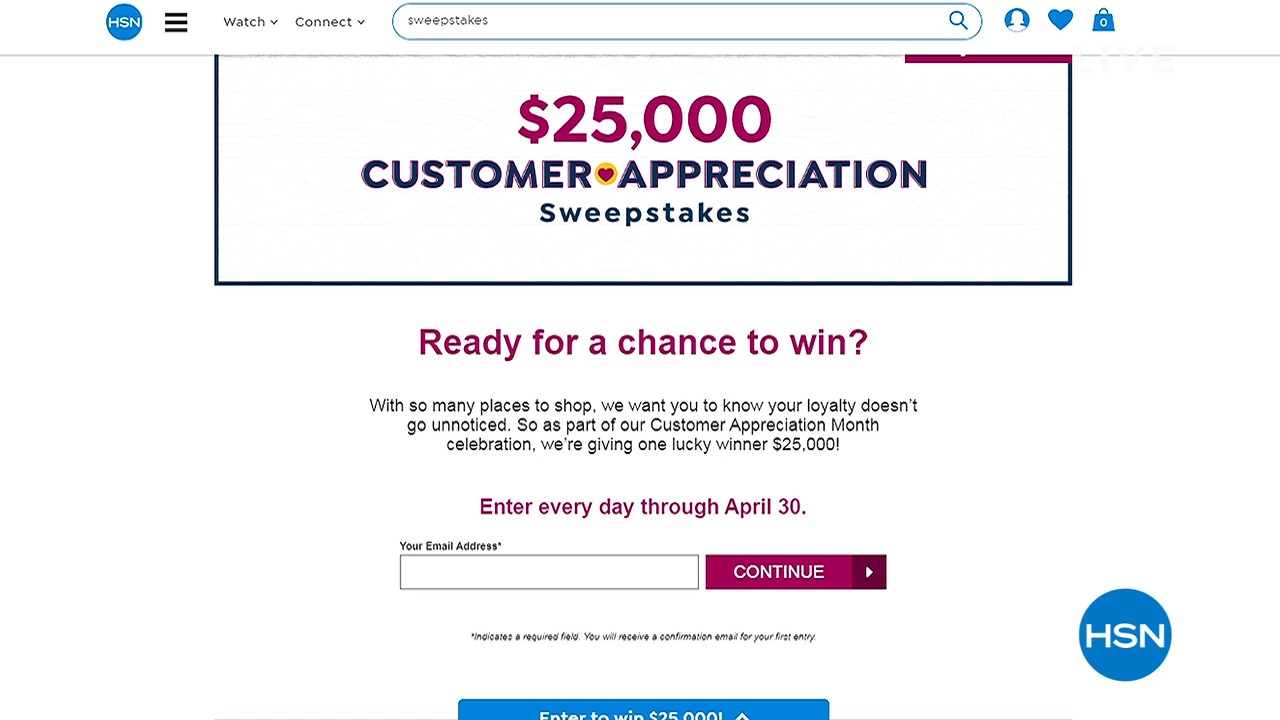 HSN
Watch
Connect
sweepstakes
0
LIVE
$25,000
CUSTOMER APPRECIATION
Sweepstakes
Ready for a chance to win?
With so many places to shop, we want you to know your loyalty doesn't
go unnoticed. So as part of our Customer Appreciation Month
celebration, we're giving one lucky winner $25,000!
Enter every day through April 30.
Your Email Address*
CONTINUE
*Indicates a required field. You will receive a confirmation email for your first entry.
HSN
Enter to win $25,000!